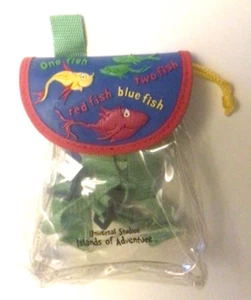 One fish
two fish
red fish blue fish
Universal Studios
Islands of Adventure